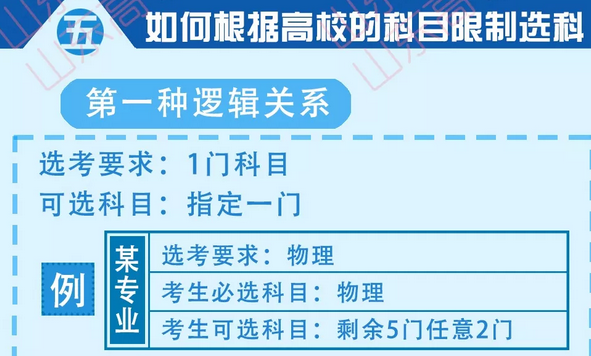 五 如何根据高校的科目限制选科
第一种逻辑关系
选考要求：1门科目
可选科目：指定一门
例
某专业
选考要求：物理
考生必选科目：物理
考生可选科目：剩余5门任意2门